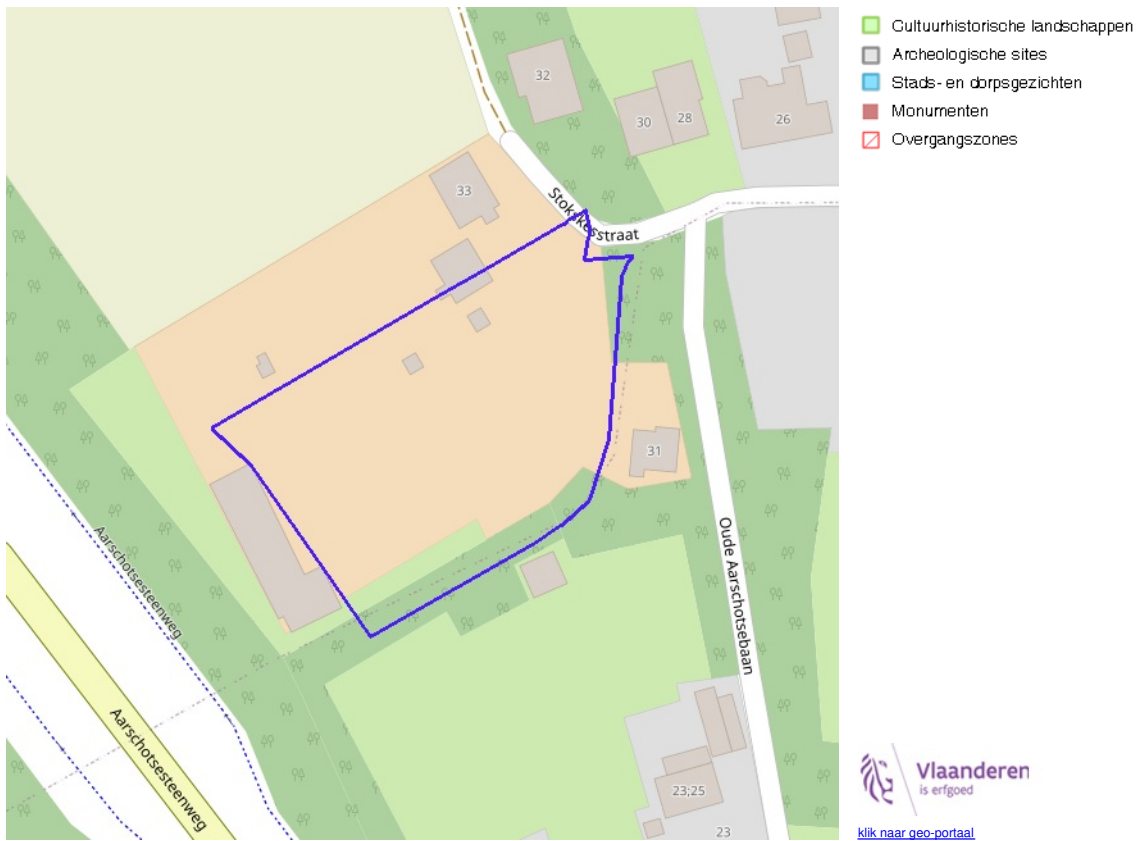 32
30
28
26
33
Stokskesstraat
31
Aarschotsesteenweg
Oude Aarschotsebaan
Aarschotsesteenweg
23;25
23
Cultuurhistorische landschappen
Archeologische sites
Stads- en dorpsgezichten
Monumenten
Overgangszones
Vlaanderen
is erfgoed
klik naar geo-portaal